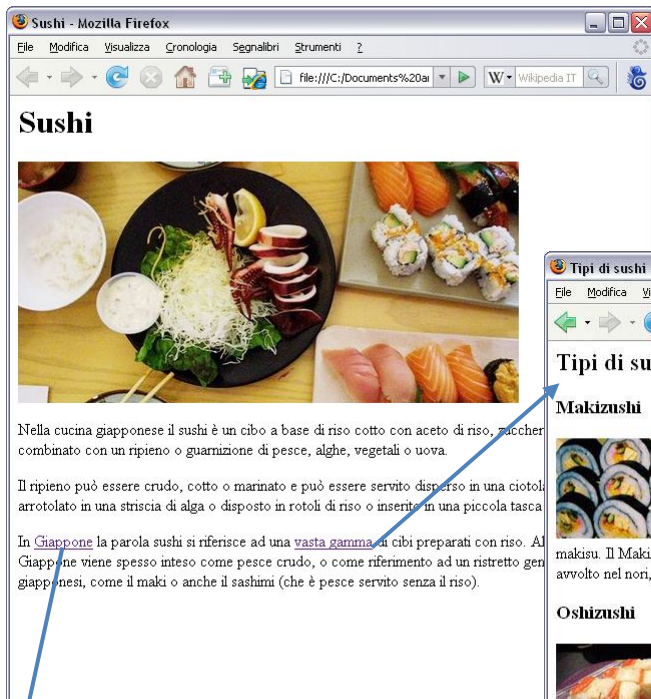 Sushi - Mozilla Firefox
File Modifica Visualizza Cronologia Segnalibri Strumenti ?
file:///C:/Documents%20a
W Wikipedia IT
Sushi
Nella cucina giapponese il sushi è un cibo a base di riso cotto con aceto di riso,
combinato con un ripieno o guarnizione di pesce, alghe, vegetali o uova.
Il ripieno può essere crudo, cotto o marinato e può essere servito disperso in una
arrotolato in una striscia di alga o disposto in rotoli di riso o inserito in una piccola tasca
In Giappone la parola sushi si riferisce ad una vasta gamma di cibi preparati con riso.
Giappone viene spesso inteso come pesce crudo, o come riferimento ad un ristretto
giapponesi, come il maki o anche il sashimi (che è pesce servito senza il riso).
Tipi di sushi
File Modifica
Tipi di su
Makizushi
makisu. Il Maki
avvolto nel nori,
Oshizushi